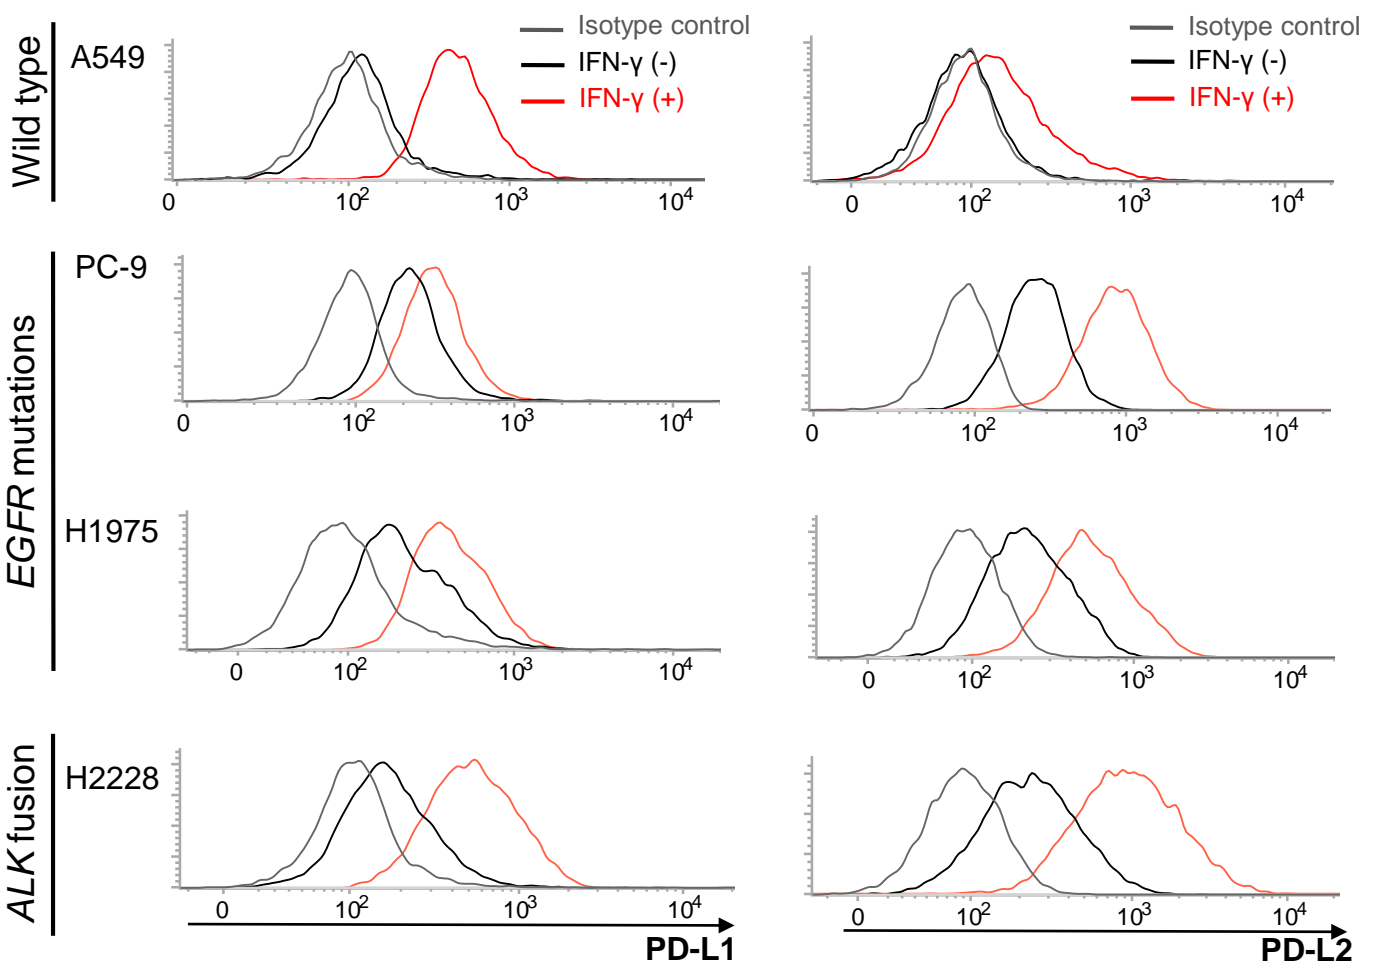 Wild type
A549
Isotype control
IFN-γ (-)
IFN-γ (+)
0 10² 10³ 10⁴
Isotype control
IFN-γ (-)
IFN-γ (+)
0 10² 10³ 10⁴
EGFR mutations
PC-9
0 10² 10³ 10⁴
0 10² 10³ 10⁴
H1975
0 10² 10³ 10⁴
0 10² 10³ 10⁴
ALK fusion
H2228
0 10² 10³ 10⁴
PD-L1
0 10² 10³ 10⁴
PD-L2